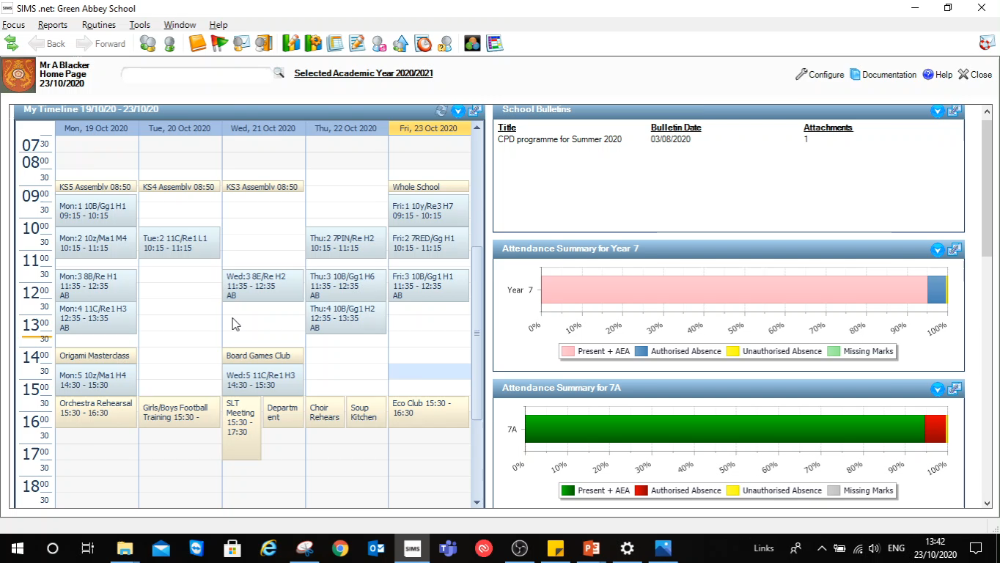 SIMS .net: Green Abbey School
Focus Reports Routines Tools Window Help
Back Forward
Mr A Blacker
Home Page
23/10/2020
Selected Academic Year 2020/2021
Configure Documentation Help Close
My Timeline 19/10/20 - 23/10/20
Mon, 19 Oct 2020 Tue, 20 Oct 2020 Wed, 21 Oct 2020 Thu, 22 Oct 2020 Fri, 23 Oct 2020
07 30
08 00
30
KS5 Assembly 08:50 KS4 Assembly 08:50 KS3 Assembly 08:50 Whole School
09 00
30
Mon:1 10B/Gg1 H1 Fri:1 10y/Re3 H7
09:15 - 10:15 09:15 - 10:15
10 00
30
Mon:2 10z/Ma1 M4 Tue:2 11C/Re1 L1 Thu:2 7PIN/Re H2 Fri:2 7RED/Gg H1
10:15 - 11:15 10:15 - 11:15 10:15 - 11:15 10:15 - 11:15
11 00
30
Mon:3 8B/Re H1 Wed:3 8E/Re H2 Thu:3 10B/Gg1 H6 Fri:3 10B/Gg1 H1
11:35 - 12:35 11:35 - 12:35 11:35 - 12:35 11:35 - 12:35
AB AB AB AB
12 00
30
Mon:4 11C/Re1 H3 Thu:4 10B/Gg1 H2
12:35 - 13:35 12:35 - 13:35
AB AB
13 00
30
14 00
30
Origami Masterclass Board Games Club
Mon:5 10z/Ma1 H4 Wed:5 11C/Re1 H3
14:30 - 15:30 14:30 - 15:30
15 00
30
Orchestra Rehearsal
15:30 - 16:30
Girls/Boys Football
Training 15:30 -
SLT
Meeting
15:30 -
17:30
Departm
ent
Choir
Rehears
Soup
Kitchen
Eco Club 15:30 -
16:30
16 00
30
17 00
30
18 00
30
School Bulletins
Title Bulletin Date Attachments
CPD programme for Summer 2020 03/08/2020 1
Attendance Summary for Year 7
Year 7
0% 10% 20% 30% 40% 50% 60% 70% 80% 90% 100%
Present + AEA Authorised Absence Unauthorised Absence Missing Marks
Attendance Summary for 7A
7A
0% 10% 20% 30% 40% 50% 60% 70% 80% 90% 100%
Present + AEA Authorised Absence Unauthorised Absence Missing Marks
SIMS
Links
ENG
13:42
23/10/2020